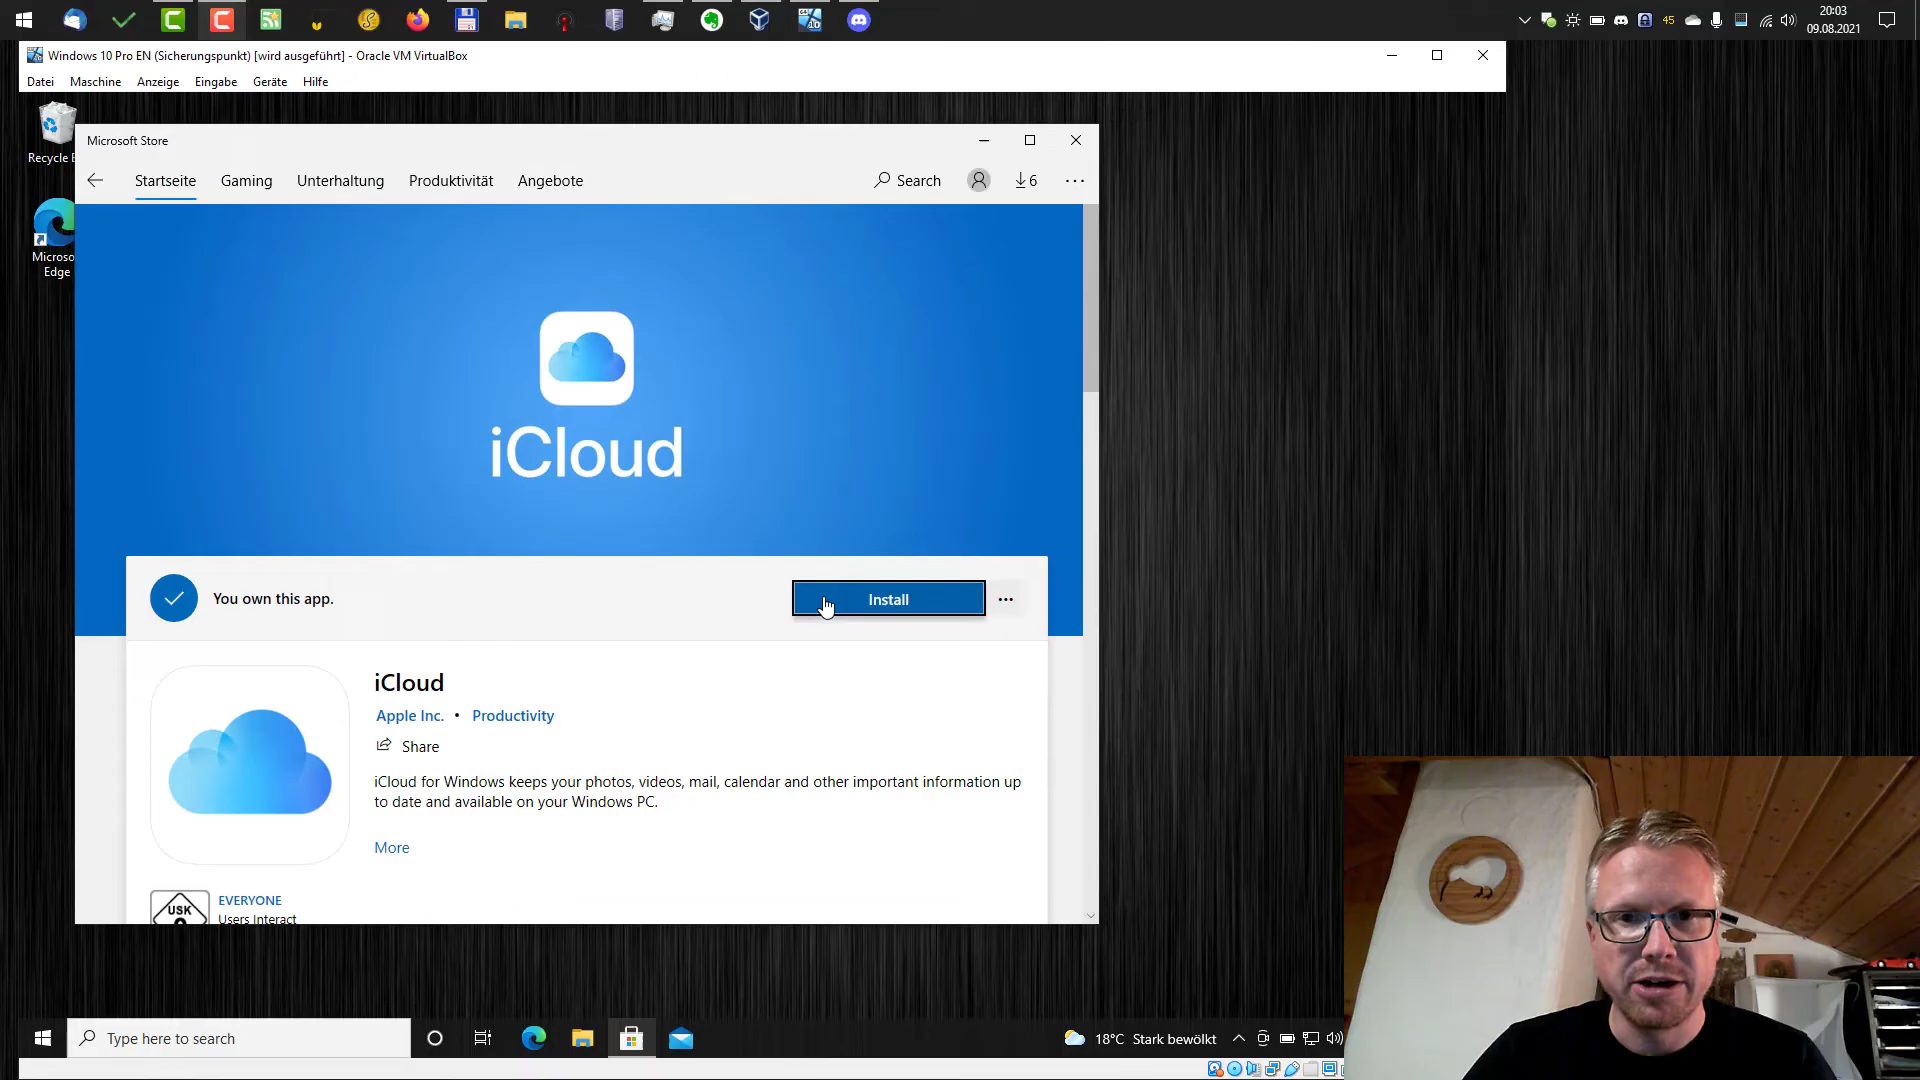 45
20:03
09.08.2021
Windows 10 Pro EN (Sicherungspunkt) [wird ausgeführt] - Oracle VM VirtualBox
Datei Maschine Anzeige Eingabe Geräte Hilfe
Recycle
Microsoft Store
Startseite Gaming Unterhaltung Produktivität Angebote Search 6
Microso
Edge
iCloud
You own this app.
Install
iCloud
Apple Inc. • Productivity
Share
iCloud for Windows keeps your photos, videos, mail, calendar and other important information up
to date and available on your Windows PC.
More
USK
EVERYONE
Users Interact
Type here to search
18°C Stark bewölkt